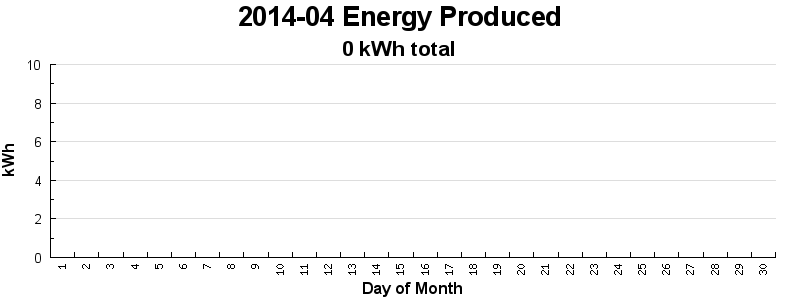 2014-04 Energy Produced
0 kWh total
10
8
6
4
2
0
kWh
1 2 3 4 5 6 7 8 9 10 11 12 13 14 15 16 17 18 19 20 21 22 23 24 25 26 27 28 29 30
Day of Month